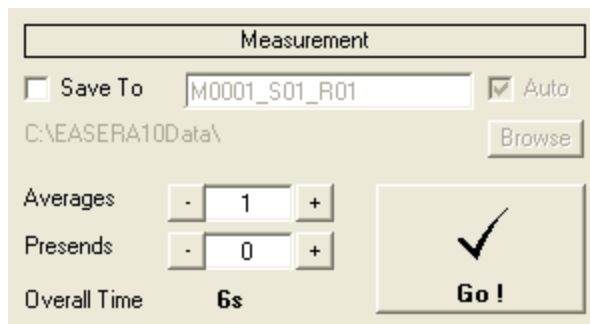 Measurement
Save To M0001_S01_R01 Auto
C:\EASERA10Data\ Browse
Averages - 1 +
Presends - 0 +
Overall Time 6s Go !